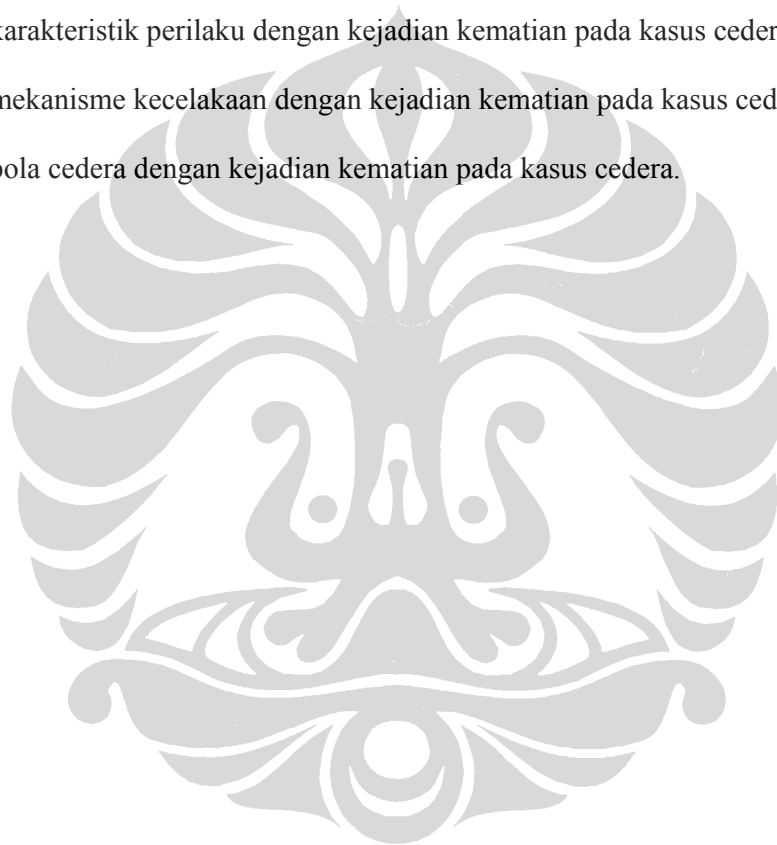 karakteristik perilaku dengan kejadian kematian pada kasus ceder
mekanisme kecelakaan dengan kejadian kematian pada kasus ced
pola cedera dengan kejadian kematian pada kasus cedera.